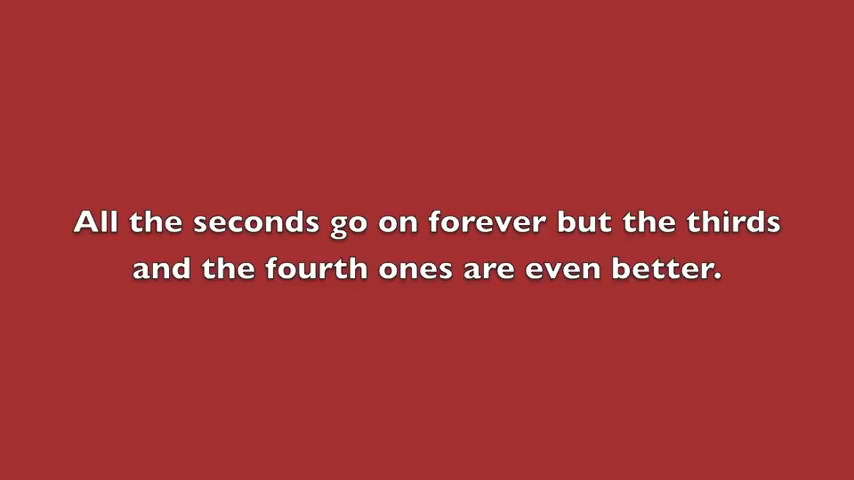 All the seconds go on forever but the thirds
and the fourth ones are even better.